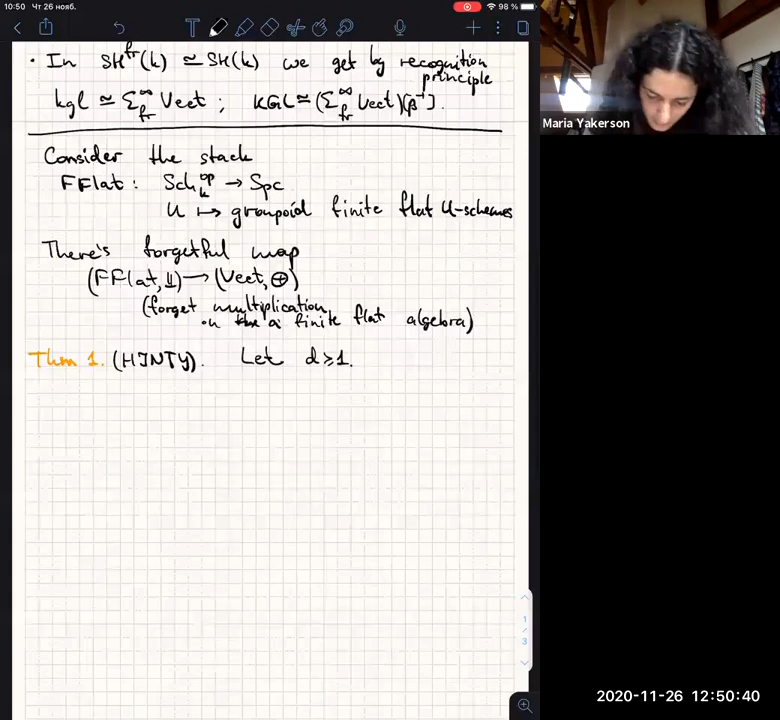 10:50 Чт 26 нояб.
98 %
• In SH^fr(k) ≃ SH(k) we get by recognition principle
kgl ≃ Σ^∞_fr Vect ; KGL ≃ (Σ^∞_fr Vect)[β^-1].
Consider the stack
FFlat : Sch_k^op → Spc
U ↦ groupoid finite flat U-schemes
There's forgetful map
(FFlat, ⊔) → (Vect, ⊕)
(forget multiplication
on a finite flat algebra)
Thm 1. (HJNTY). Let d ≥ 1.
1 / 3
Maria Yakerson
2020-11-26 12:50:40